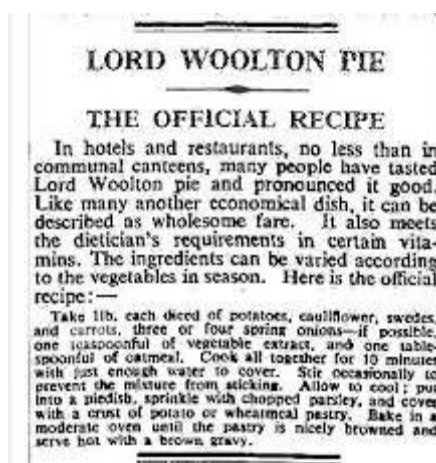 LORD WOOLTON PIE
THE OFFICIAL RECIPE
In hotels and restaurants, no less than in
communal canteens, many people have tasted
Lord Woolton pie and pronounced it good.
Like many another economical dish, it can be
described as wholesome fare. It also meets
the dietician's requirements in certain vita-
mins. The ingredients can be varied according
to the vegetables in season. Here is the official
recipe:—
Take 1lb. each diced of potatoes, cauliflower, swedes,
and carrots, three or four spring onions—if possible,
one teaspoonful of vegetable extract, and one table-
spoonful of oatmeal. Cook all together for 10 minutes
with just enough water to cover. Stir occasionally to
prevent the mixture from sticking. Allow to cool; put
into a piedish, sprinkle with chopped parsley, and cover
with a crust of potato or wheatmeal pastry. Bake in a
moderate oven until the pastry is nicely browned and
serve hot with a brown gravy.